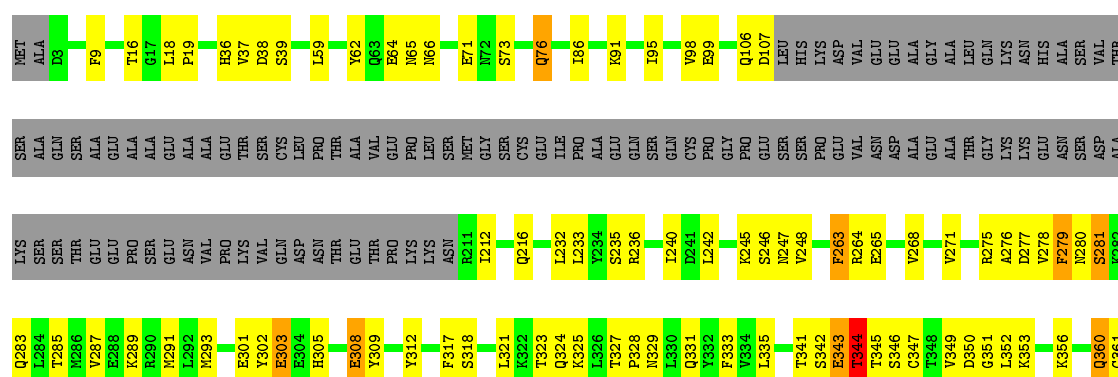 MET ALA D3 F9 T16 G17 L18 P19 H36 V37 D38 S39 L59 Y62 Q63 E64 N65 N66 E71 N72 S73 Q76 I86 K91 I95 V98 E99 Q106 D107 LEU HIS LYS ASP VAL GLU GLU ALA GLY ALA LEU GLN LYS ASN HIS ALA SER VAL THR
SER ALA GLN SER ALA GLU ALA ALA ALA GLU ALA ALA GLU THR SER CYS LEU PRO THR ALA VAL GLU PRO LEU SER MET GLY SER CYS GLU ILE PRO ALA GLU GLN SER GLN CYS PRO GLY PRO GLU SER SER PRO GLU VAL ASN ASP ALA GLU ALA THR GLY LYS LYS GLU ASN SER ASP ALA
LYS SER SER THR GLU GLU PRO SER GLU ASN VAL PRO LYS VAL GLN ASP ASN THR GLU THR PRO LYS LYS ASN R211 I212 Q216 L232 L233 Y234 S235 R236 I240 D241 L242 K245 S246 N247 V248 F263 R264 E265 V268 V271 R275 A276 D277 V278 F279 N280 S281 K282
Q283 L284 T285 M286 V287 E288 K289 R290 M291 L292 M293 E301 Y302 E303 E304 H305 E308 Y309 Y312 F317 S318 L321 K322 T323 Q324 K325 L326 T327 P328 N329 L330 Q331 Y332 F333 V334 L335 T341 S342 E343 T344 T345 S346 C347 T348 V349 D350 G351 L352 K353 K356 Q360